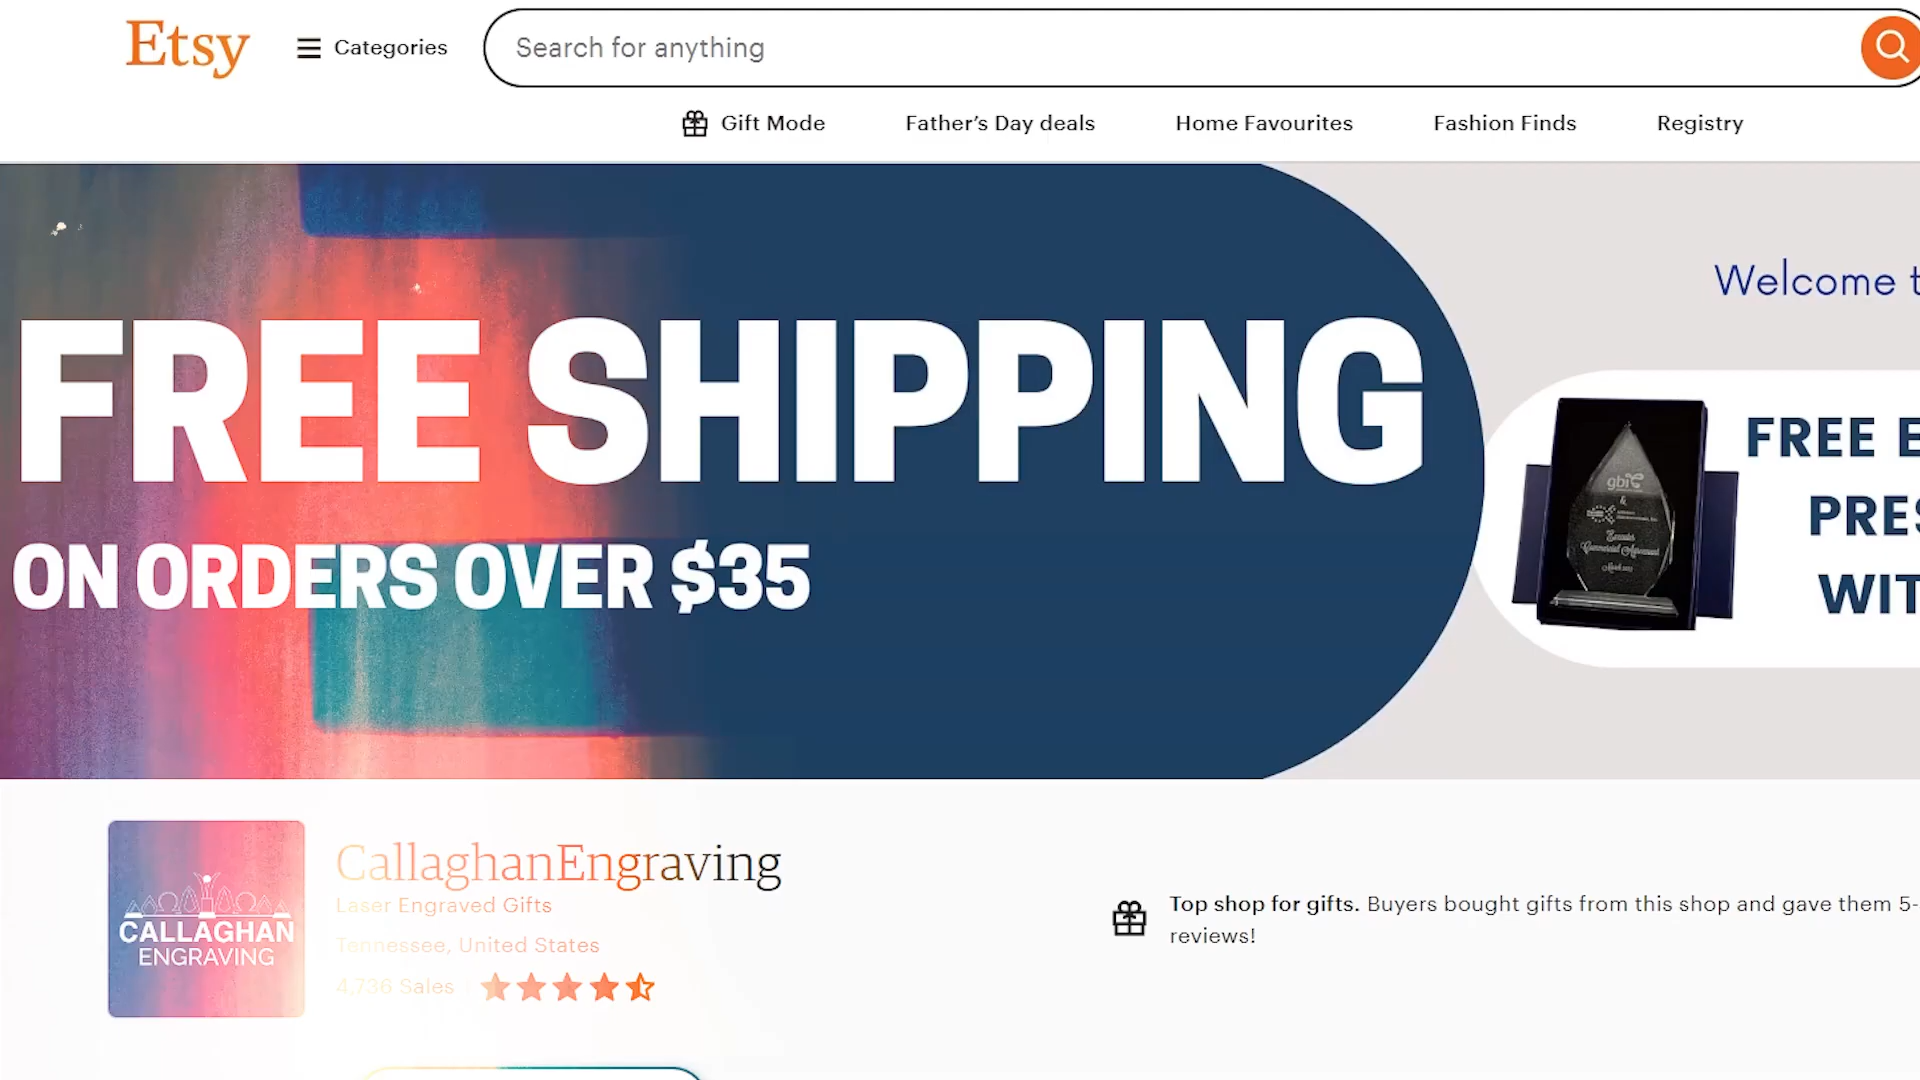 Etsy
Categories
Search for anything
Gift Mode
Father's Day deals
Home Favourites
Fashion Finds
Registry
FREE SHIPPING
ON ORDERS OVER $35
Welcome
FREE
gbi
&
WIT
CALLAGHAN
ENGRAVING
CallaghanEngraving
Laser Engraved Gifts
Tennessee, United States
4,736 Sales
Top shop for gifts. Buyers bought gifts from this shop and gave them 5-
reviews!